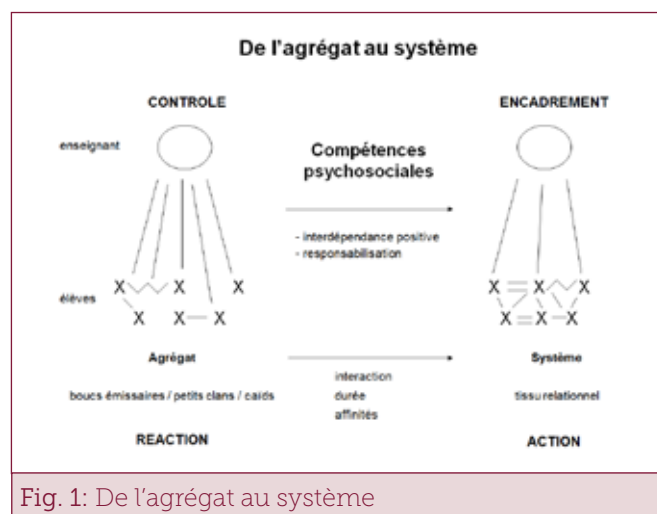 De l'agrégat au système
CONTROLE
ENCADREMENT
enseignant
Compétences
psychosociales
- interdépendance positive
- responsabilisation
élèves
X X X
X X X
X X X
X X X
Agrégat
Système
interaction
durée
affinités
boucs émissaires / petits clans / caïds
tissu relationnel
REACTION
ACTION
Fig. 1: De l'agrégat au système